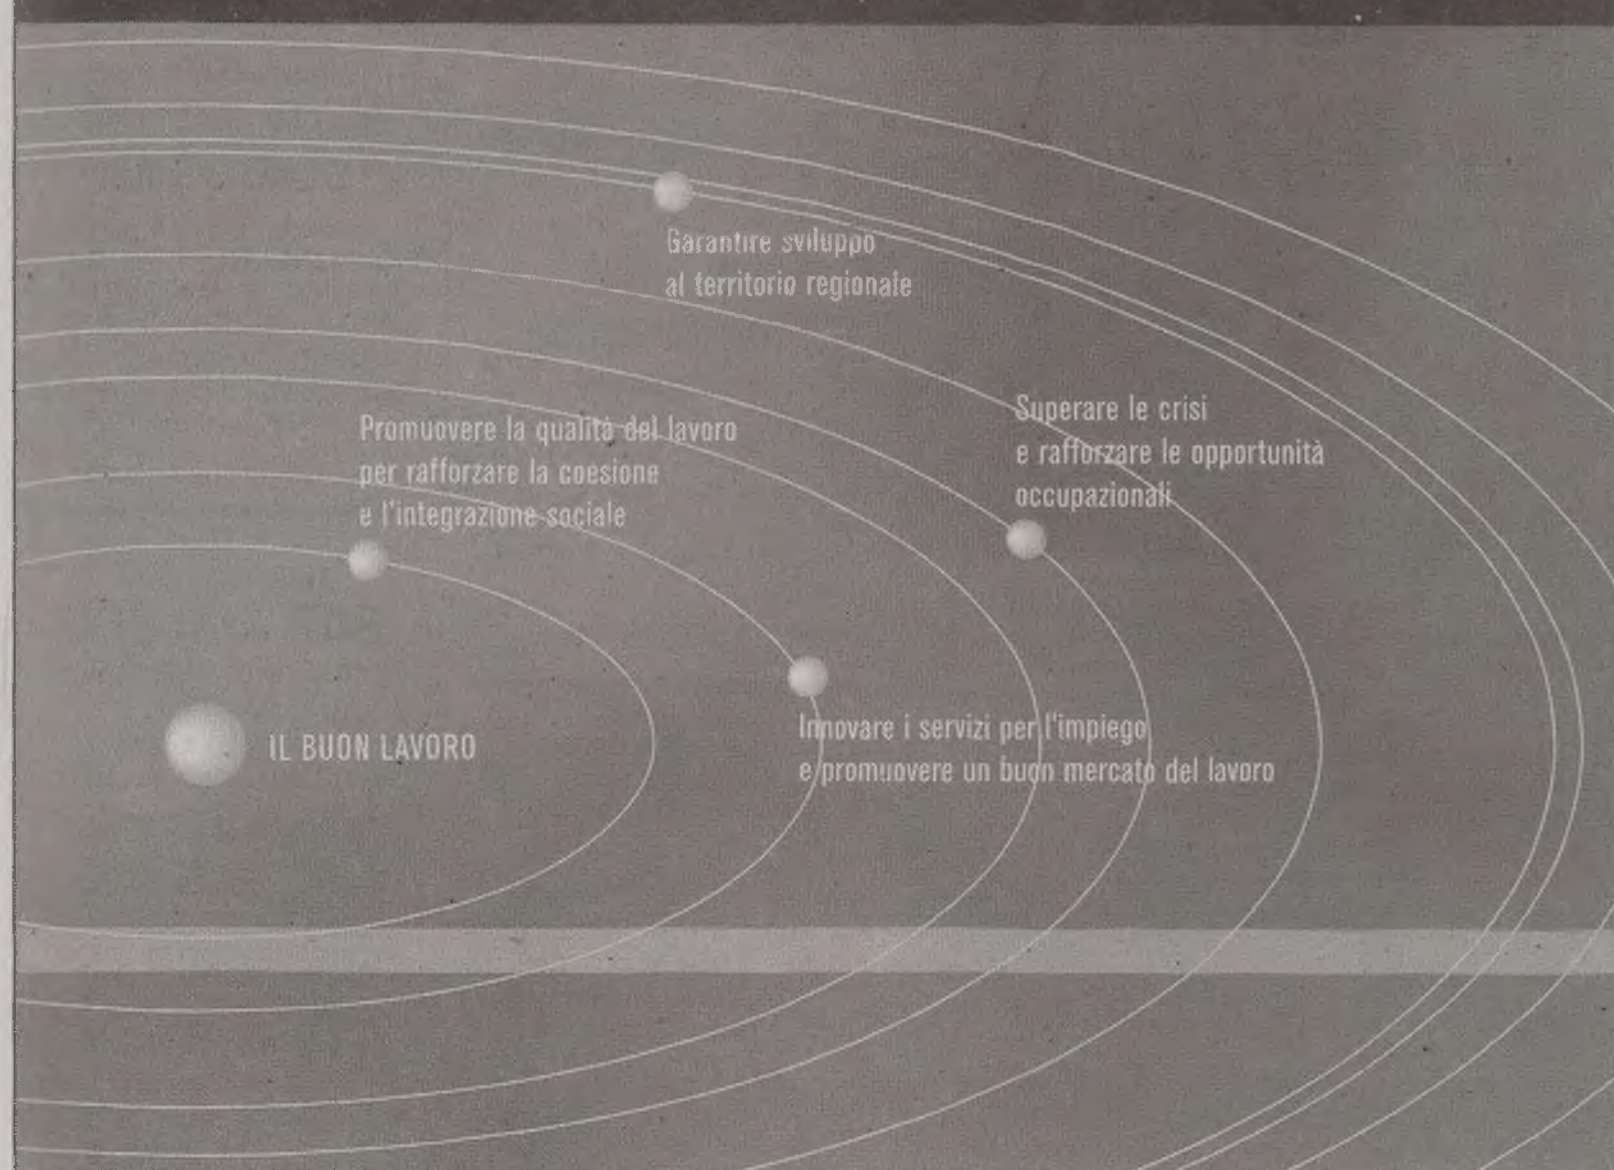 Garantire sviluppo
al territorio regionale
Superare le crisi
e rafforzare le opportunità
occupazionali
Promuovere la qualità del lavoro
per rafforzare la coesione
e l'integrazione sociale
IL BUON LAVORO
Innovare i servizi per l'impiego
e promuovere un buon mercato del lavoro